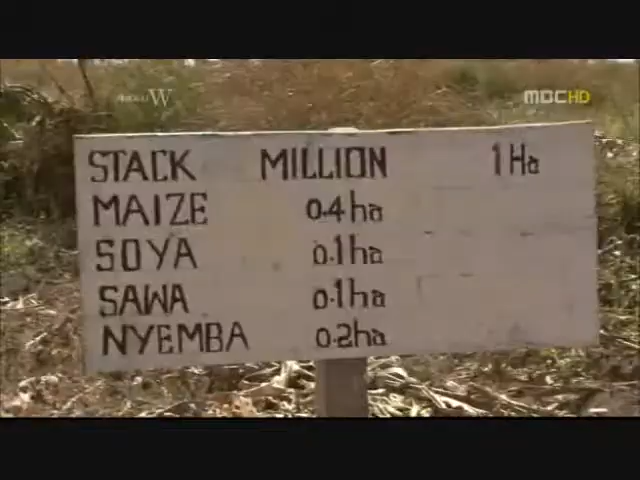 W
MBC HD
STACK MILLION 1Ha
MAIZE 0.4ha
SOYA 0.1ha
SAWA 0.1ha
NYEMBA 0.2ha